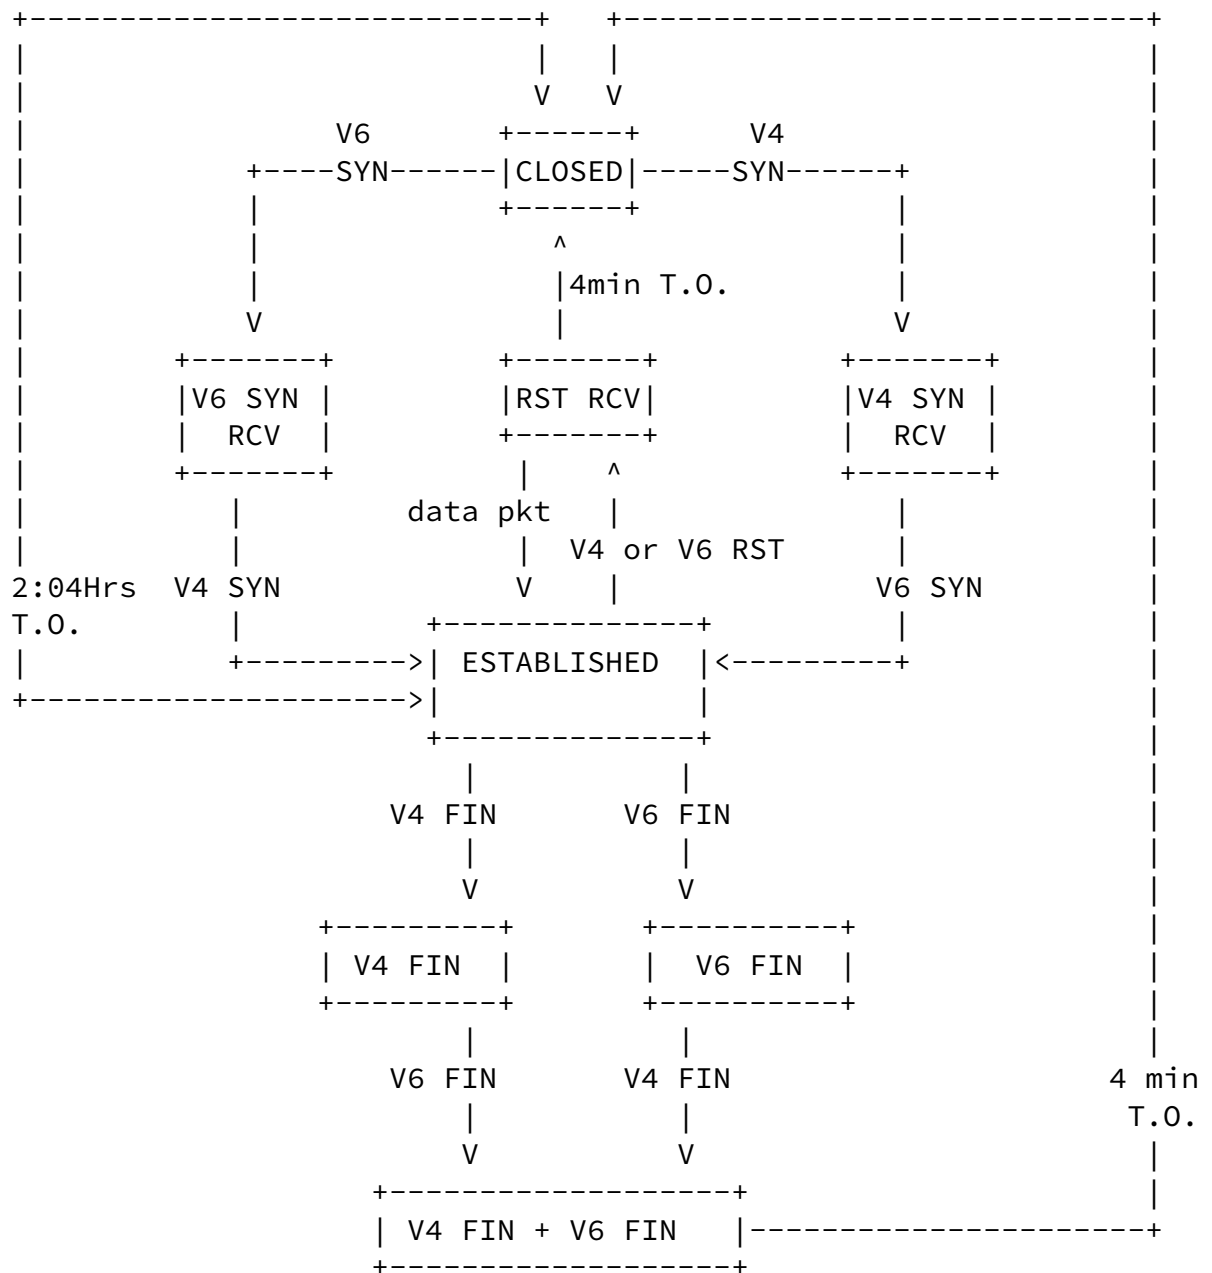 V6 V4
SYN CLOSED SYN
4min T.O.
V6 SYN RST RCV V4 SYN
RCV RCV
data pkt
V4 or V6 RST
2:04Hrs V4 SYN V6 SYN
T.O.
ESTABLISHED
V4 FIN V6 FIN
V4 FIN V6 FIN
V6 FIN V4 FIN 4 min
T.O.
V4 FIN + V6 FIN